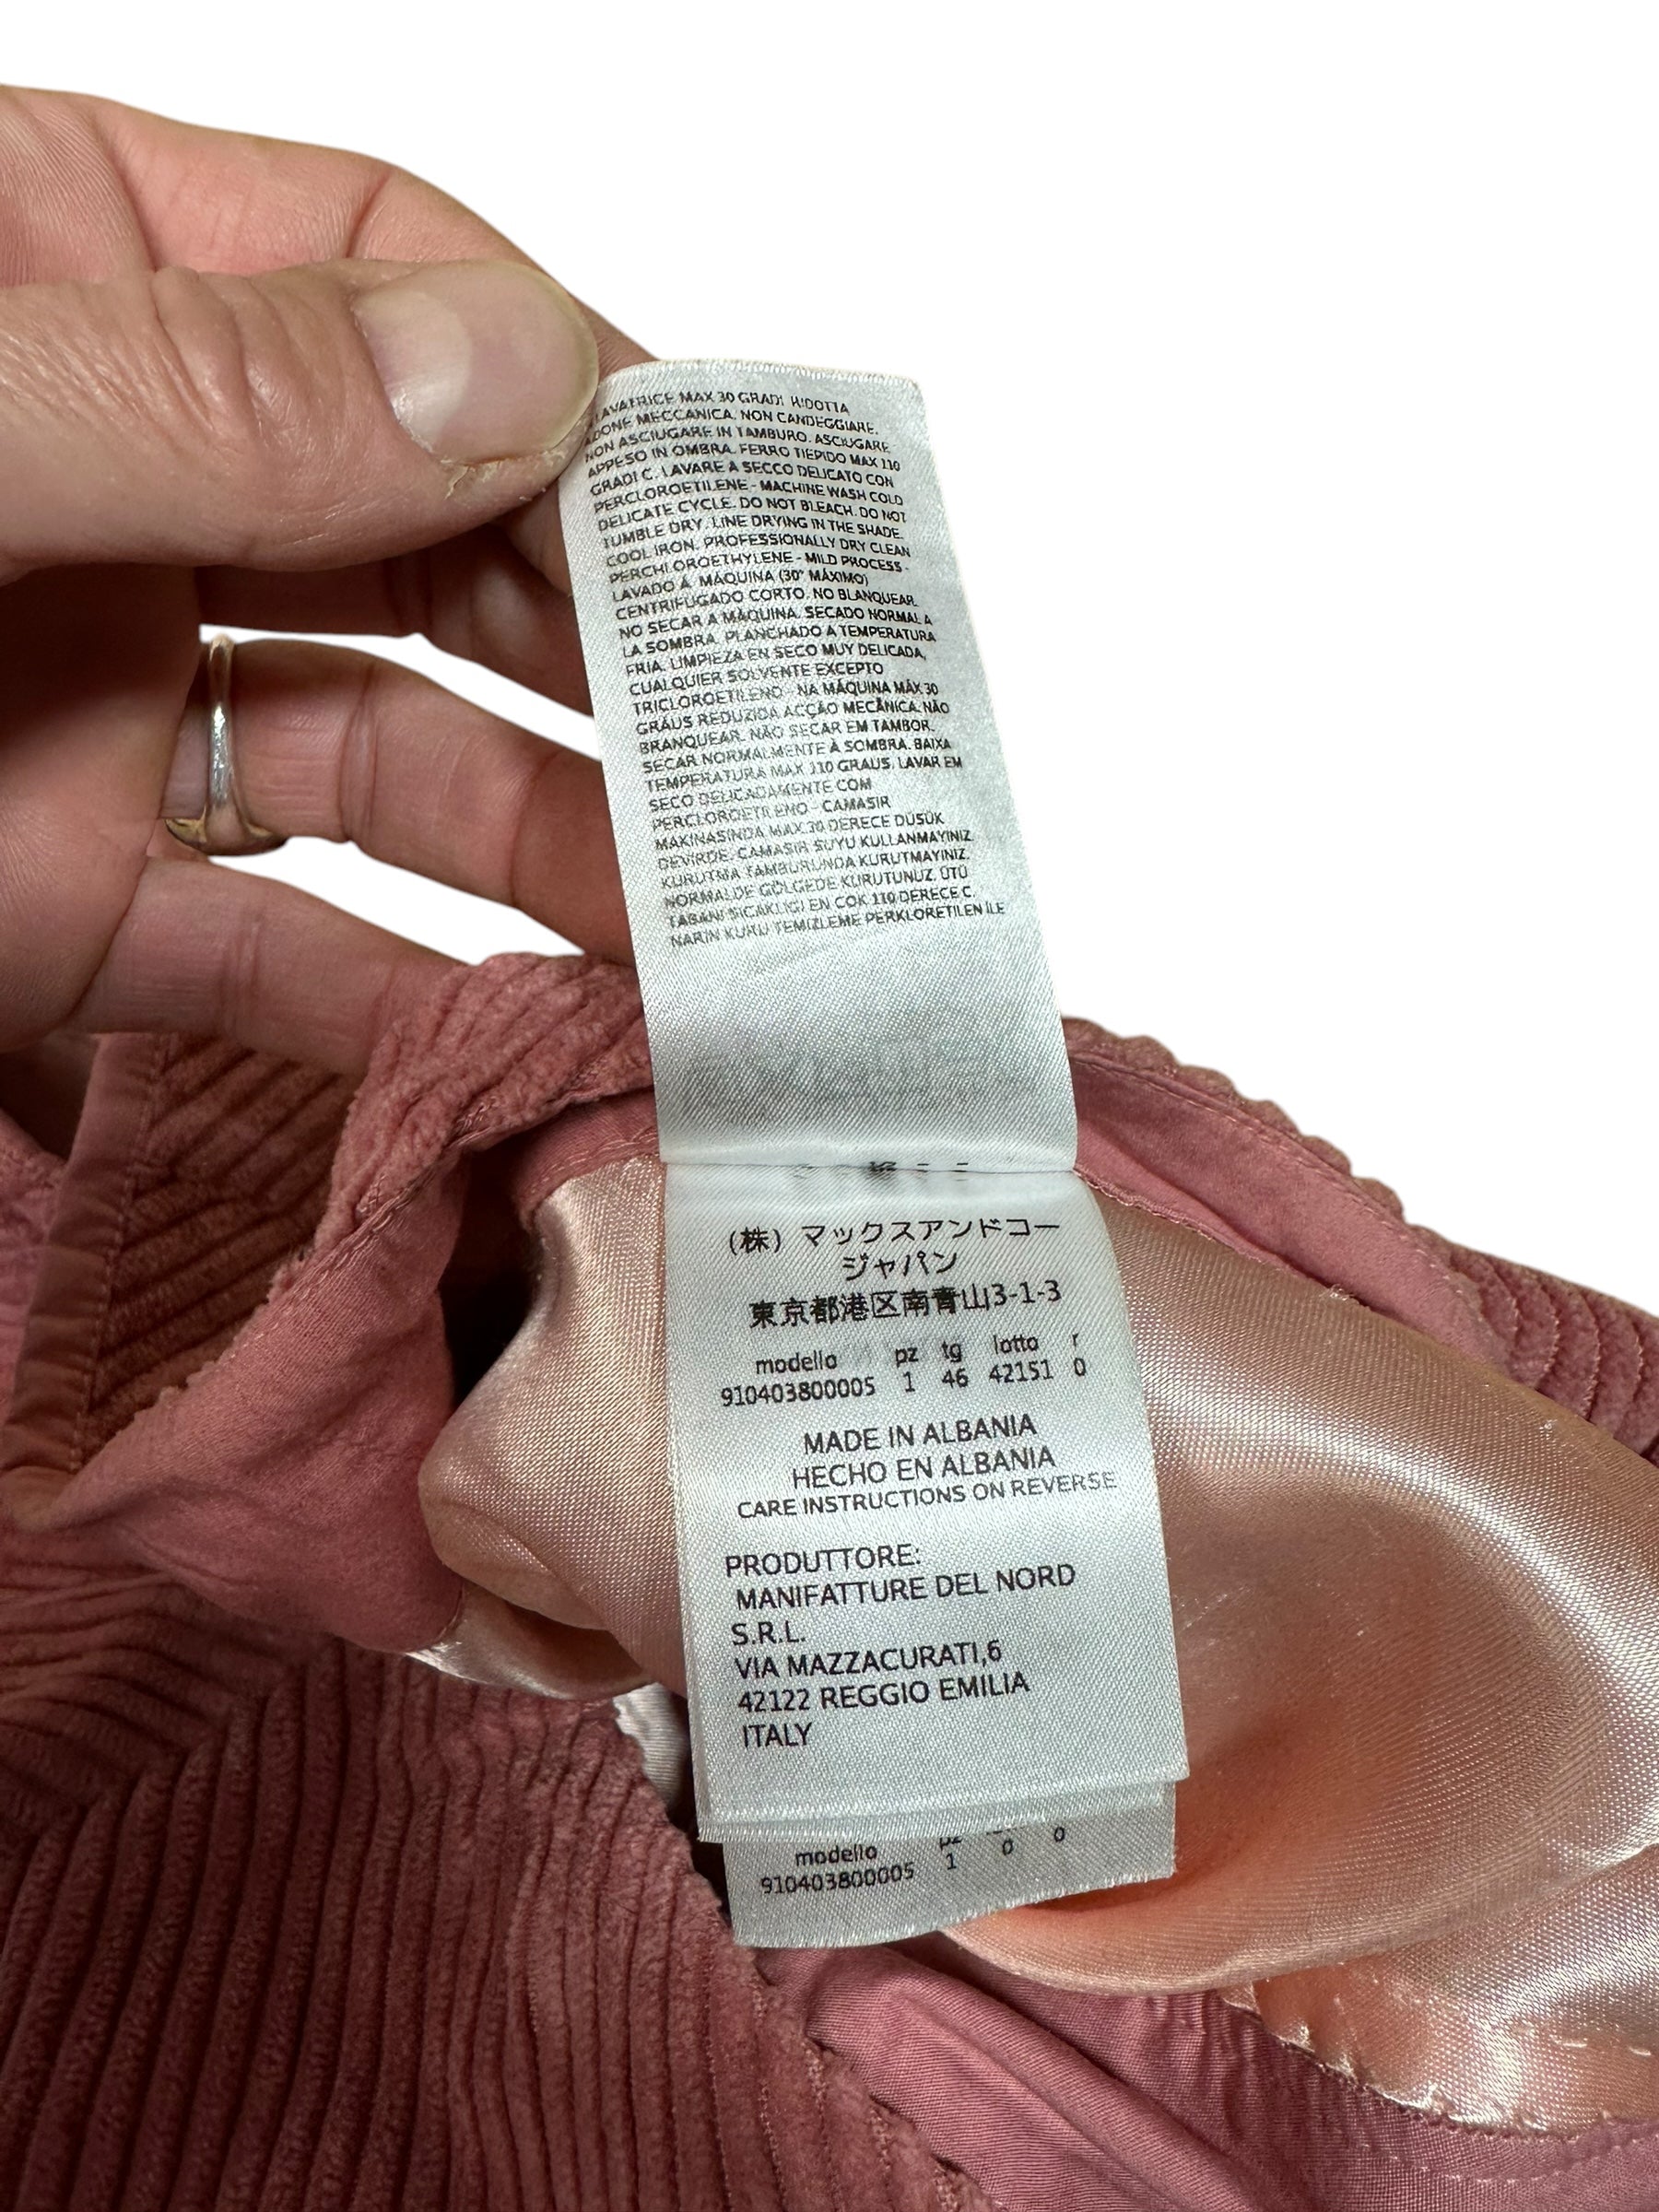 LAVATRICE MAX 30 GRADI RIDOTTA
MECCANICA. NON CANDEGGIARE.
NON ASCIUGARE IN TAMBURO. ASCIUGARE
APPESO IN OMBRA. FERRO TIEPIDO MAX 110
GRADI C. LAVARE A SECCO DELICATO CON
PERCLOROETILENE - MACHINE WASH COLD
DELICATE CYCLE. DO NOT BLEACH. DO NOT
TUMBLE DRY. LINE DRYING IN THE SHADE.
COOL IRON. PROFESSIONALLY DRY CLEAN
PERCHLOROETHYLENE - MILD PROCESS -
LAVADO A MÁQUINA (30° MÁXIMO)
CENTRIFUGADO CORTO. NO BLANQUEAR.
NO SECAR A MÁQUINA. SECADO NORMAL A
LA SOMBRA. PLANCHADO A TEMPERATURA
FRIA. LIMPIEZA EN SECO MUY DELICADA,
CUALQUIER SOLVENTE EXCEPTO
TRICLOROETILENO - NA MÁQUINA MÁX 30
GRÁUS REDUZIDA ACÇÃO MECÂNICA. NÃO
BRANQUEAR. NÃO SECAR EM TAMBOR.
SECAR NORMALMENTE À SOMBRA. BAIXA
TEMPERATURA MAX 110 GRAUS. LAVAR EM
SECO DELICADAMENTE COM
PERCLOROETILENO - CAMASIR
MAKINASINDA MAX 30 DERECE DÜSÜK
DEVIRDE. CAMASIR SUYU KULLANMAYINIZ.
KURUTMA TAMBURUNDA KURUTMAYINIZ.
NORMALDE GÖLGEDE KURUTUNUZ. ÜTÜ
TABANI SICAKLIGI EN COK 110 DERECE C.
NARIN KURU TEMIZLEME PERKLORETILEN ILE
(株) マックスアンドコー
ジャパン
東京都港区南青山3-1-3
modello pz tg lotto r
910403800005 1 46 42151 0
MADE IN ALBANIA
HECHO EN ALBANIA
CARE INSTRUCTIONS ON REVERSE
PRODUTTORE:
MANIFATTURE DEL NORD
S.R.L.
VIA MAZZACURATI,6
42122 REGGIO EMILIA
ITALY
modello pz
910403800005 1 0 0